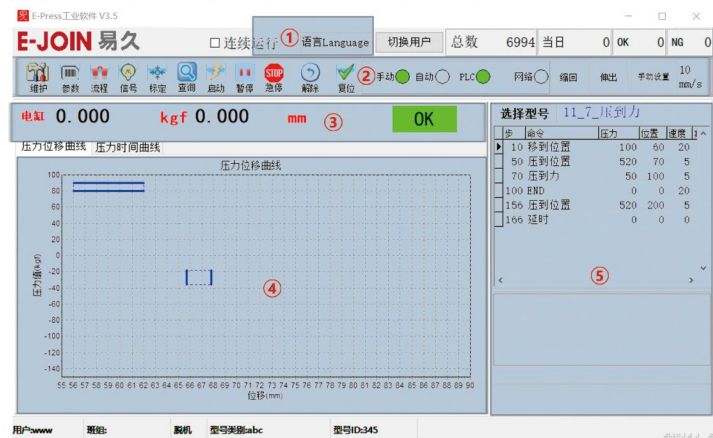 E-Press工业软件 V3.5
E-JOIN 易久 连续运行 ① 语言Language 切换用户 总数 6994 当日 0 OK 0 NG 0
维护 参数 流程 信号 标定 查询 启动 暂停 STOP 急停 解除 复位 ② 手动 自动 PLC 网络 缩回 伸出 手动设置 10 mm/s
电缸 0.000 kgf 0.000 mm ③ OK
选择型号 11_7_压到力
压力位移曲线 压力时间曲线
步 命令 压力 位置 速度
10 移到位置 100 60 20
50 压到位置 520 70 5
70 压到力 50 100 5
100 END 0 0 20
156 压到位置 520 200 5
166 延时 0 0 0
⑤
压力位移曲线
压力值(kgf)
100
80
60
40
20
0
-20
-40
-60
-80
-100
-120
-140
④
55 56 57 58 59 60 61 62 63 64 65 66 67 68 69 70 71 72 73 74 75 76 77 78 79 80 81 82 83 84 85 86 87 88 89 90
位移(mm)
用户:www 班组: 脱机 型号类别:abc 型号ID:345